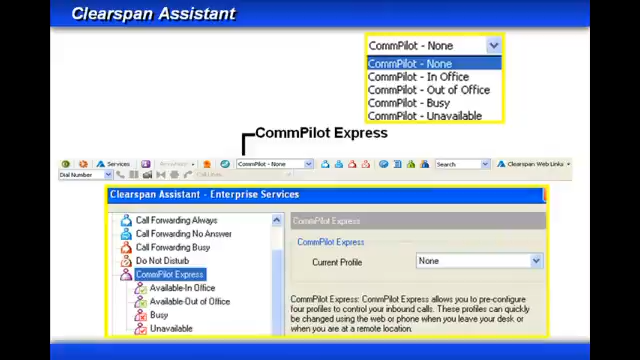 Clearspan Assistant
CommPilot - None
CommPilot - None
CommPilot - In Office
CommPilot - Out of Office
CommPilot - Busy
CommPilot - Unavailable
CommPilot Express
Services
CommPilot - None
Search
Clearspan Web Links
Dial Number
Clearspan Assistant - Enterprise Services
Call Forwarding Always
Call Forwarding No Answer
Call Forwarding Busy
Do Not Disturb
CommPilot Express
Available-In Office
Available-Out of Office
Busy
Unavailable
CommPilot Express
CommPilot Express
Current Profile
None
CommPilot Express: CommPilot Express allows you to pre-configure
four profiles to control your inbound calls. These profiles can quickly
be changed using the web or phone when you leave your desk or
when you are at a remote location.